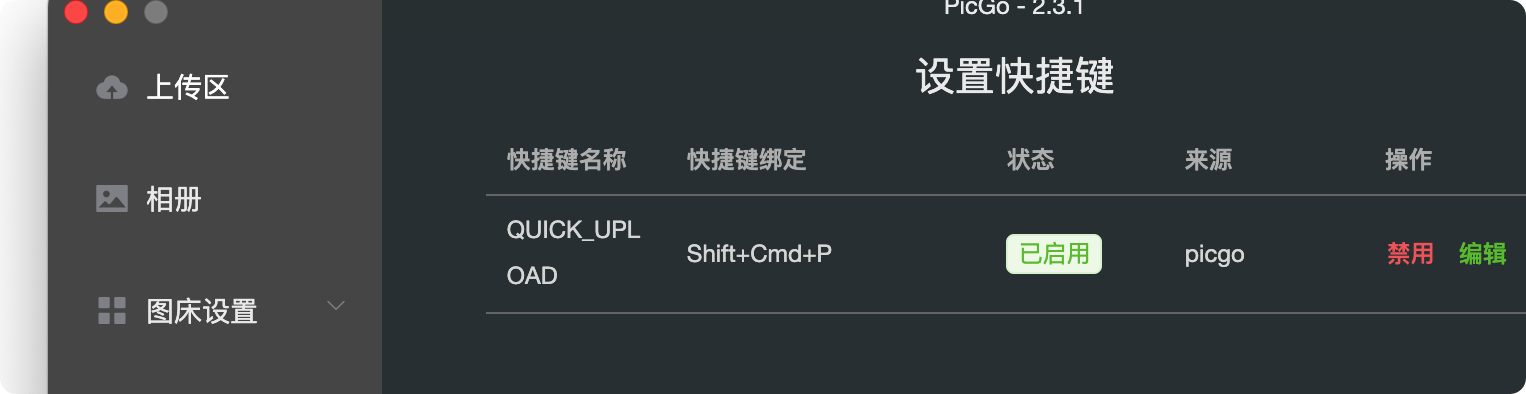 PicGo - 2.3.1
上传区
相册
图床设置
设置快捷键
快捷键名称 快捷键绑定 状态 来源 操作
QUICK_UPL
OAD
Shift+Cmd+P 已启用 picgo 禁用 编辑